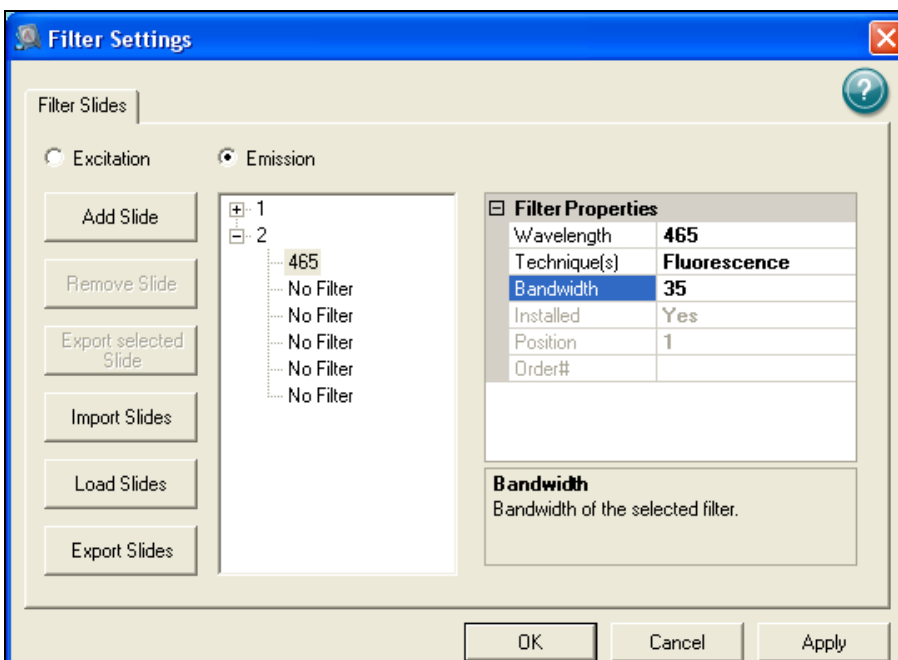 Filter Settings
?
Filter Slides
Excitation
Emission
Add Slide
Remove Slide
Export selected
Slide
Import Slides
Load Slides
Export Slides
1
2
465
No Filter
No Filter
No Filter
No Filter
No Filter
Filter Properties
Wavelength 465
Technique(s) Fluorescence
Bandwidth 35
Installed Yes
Position 1
Order#
Bandwidth
Bandwidth of the selected filter.
OK
Cancel
Apply